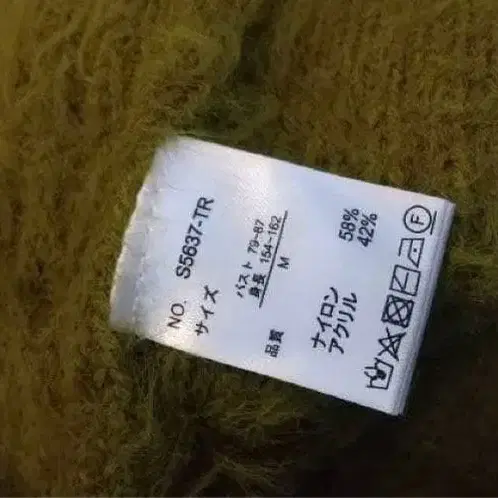 NO. S5637-TR
サイズ
バスト 79-87
身長 154-162
M
品質
ナイロン 58%
アクリル 42%
F